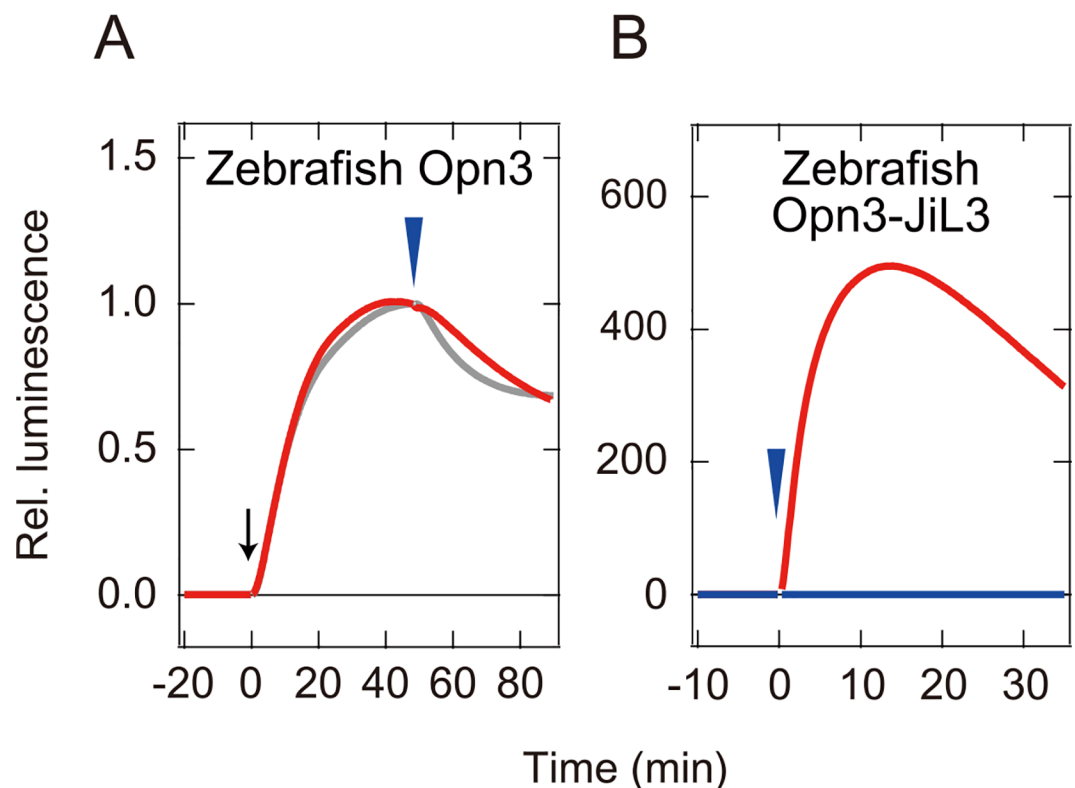 A
B
Rel. luminescence
1.5
1.0
0.5
0.0
Zebrafish Opn3
-20 0 20 40 60 80
600
400
200
0
Zebrafish
Opn3-JiL3
-10 0 10 20 30
Time (min)